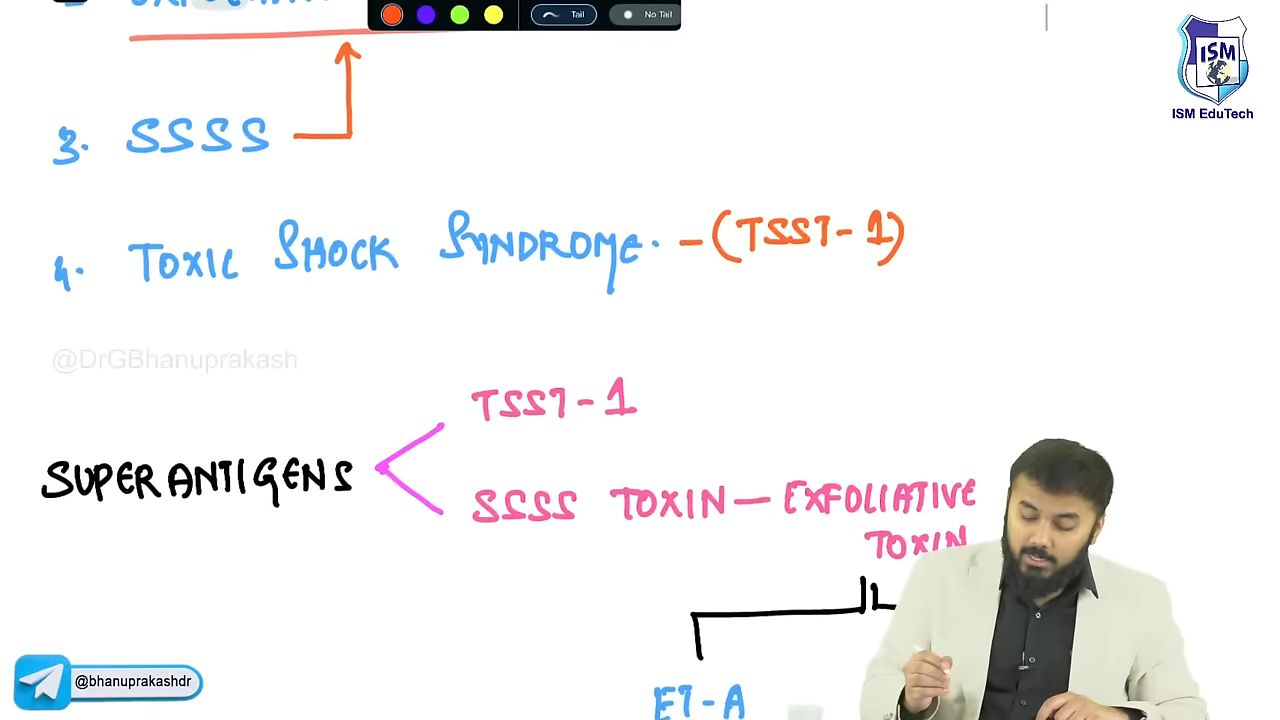 Tail
No Tail
ISM
ISM EduTech
3. SSSS
4. TOXIC SHOCK SYNDROME. - (TSST-1)
@DrGBhanuprakash
TSST-1
SUPERANTIGENS
SSSS TOXIN - EXFOLIATIVE
TOXIN
@bhanuprakashdr
ET-A